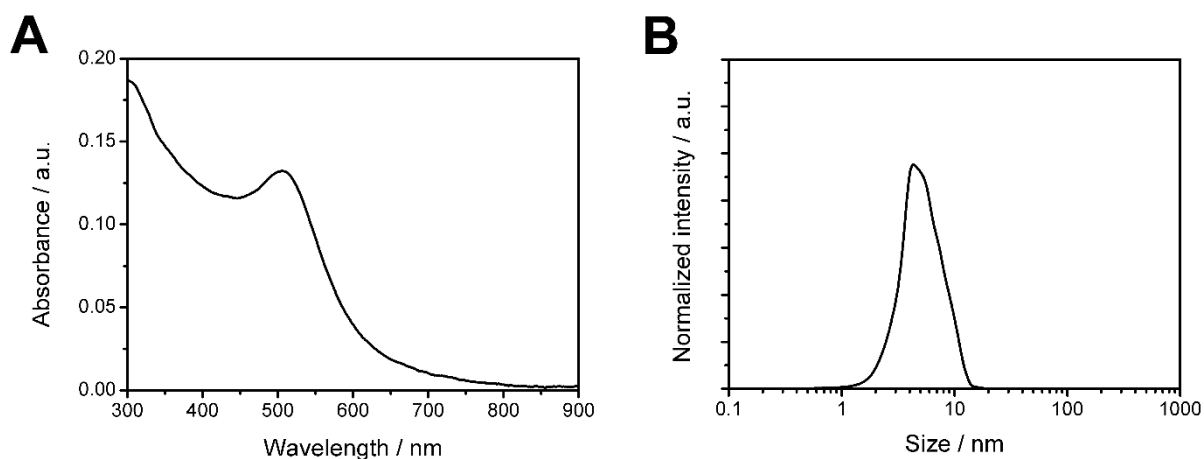 A
0.20
0.15
0.10
0.05
0.00
300 400 500 600 700 800 900
Absorbance / a.u.
Wavelength / nm
B
Normalized intensity / a.u.
0.1 1 10 100 1000
Size / nm